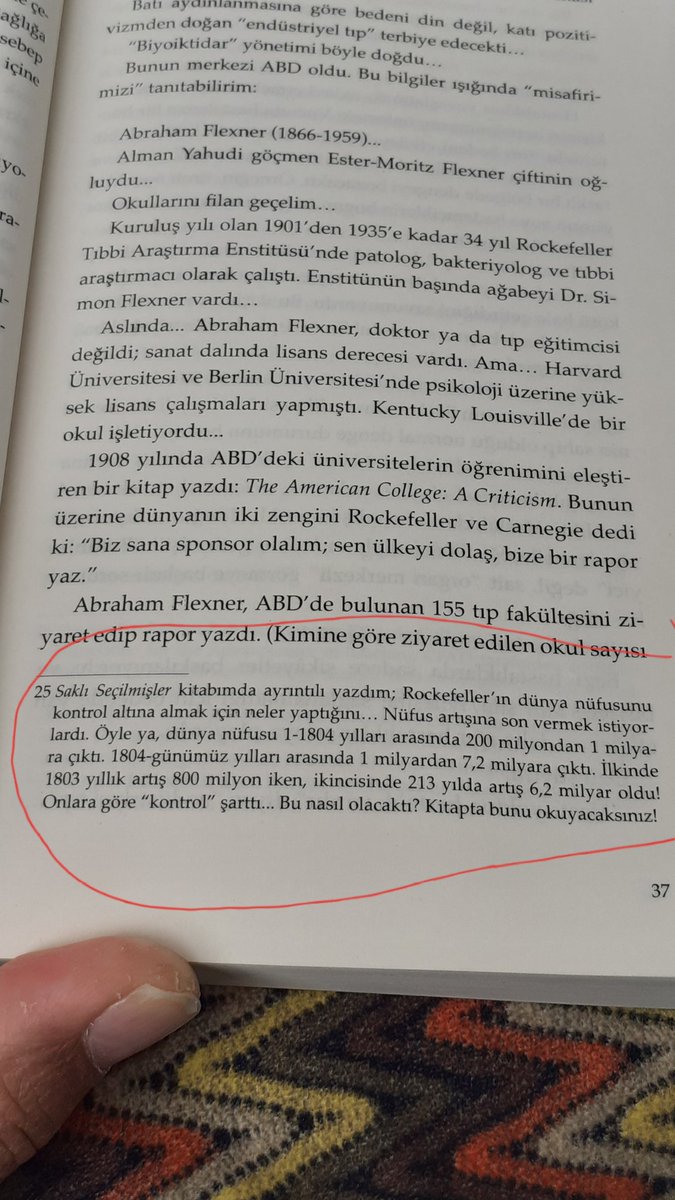 Batı aydınlanmasına göre bedeni din değil, katı poziti-
vizmden doğan “endüstriyel tıp” terbiye edecekti…
“Biyoiktidar” yönetimi böyle doğdu…
Bunun merkezi ABD oldu. Bu bilgiler ışığında “misafiri-
mizi” tanıtabilirim:
Abraham Flexner (1866-1959)...
Alman Yahudi göçmen Ester-Moritz Flexner çiftinin oğ-
luydu...
Okullarını filan geçelim…
Kuruluş yılı olan 1901’den 1935’e kadar 34 yıl Rockefeller
Tıbbi Araştırma Enstitüsü’nde patolog, bakteriyolog ve tıbbi
araştırmacı olarak çalıştı. Enstitünün başında ağabeyi Dr. Si-
mon Flexner vardı…
Aslında... Abraham Flexner, doktor ya da tıp eğitimcisi
değildi; sanat dalında lisans derecesi vardı. Ama… Harvard
Üniversitesi ve Berlin Üniversitesi’nde psikoloji üzerine yük-
sek lisans çalışmaları yapmıştı. Kentucky Louisville’de bir
okul işletiyordu...
1908 yılında ABD’deki üniversitelerin öğrenimini eleşti-
ren bir kitap yazdı: The American College: A Criticism. Bunun
üzerine dünyanın iki zengini Rockefeller ve Carnegie dedi
ki: “Biz sana sponsor olalım; sen ülkeyi dolaş, bize bir rapor
yaz.”
Abraham Flexner, ABD’de bulunan 155 tıp fakültesini zi-
yaret edip rapor yazdı. (Kimine göre ziyaret edilen okul sayısı
25 Saklı Seçilmişler kitabımda ayrıntılı yazdım; Rockefeller’ın dünya nüfusunu
kontrol altına almak için neler yaptığını… Nüfus artışına son vermek istiyor-
lardı. Öyle ya, dünya nüfusu 1-1804 yılları arasında 200 milyondan 1 milya-
ra çıktı. 1804-günümüz yılları arasında 1 milyardan 7,2 milyara çıktı. İlkinde
1803 yıllık artış 800 milyon iken, ikincisinde 213 yılda artış 6,2 milyar oldu!
Onlara göre “kontrol” şarttı... Bu nasıl olacaktı? Kitapta bunu okuyacaksınız!
37
ağlığa
sebep
içine